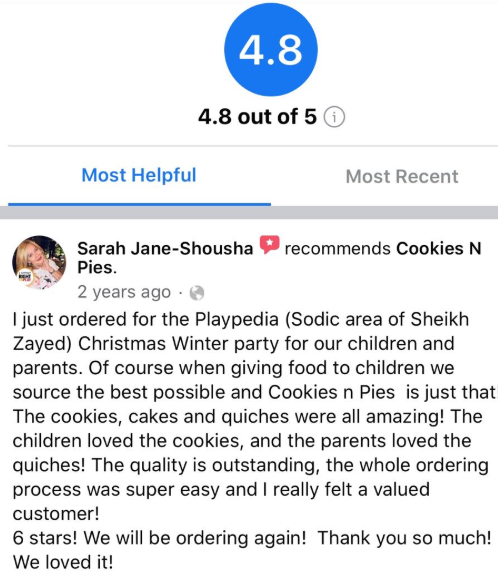 4.8
4.8 out of 5
Most Helpful
Most Recent
Sarah Jane-Shousha recommends Cookies N
Pies.
2 years ago ·
I just ordered for the Playpedia (Sodic area of Sheikh
Zayed) Christmas Winter party for our children and
parents. Of course when giving food to children we
source the best possible and Cookies n Pies is just that!
The cookies, cakes and quiches were all amazing! The
children loved the cookies, and the parents loved the
quiches! The quality is outstanding, the whole ordering
process was super easy and I really felt a valued
customer!
6 stars! We will be ordering again! Thank you so much!
We loved it!